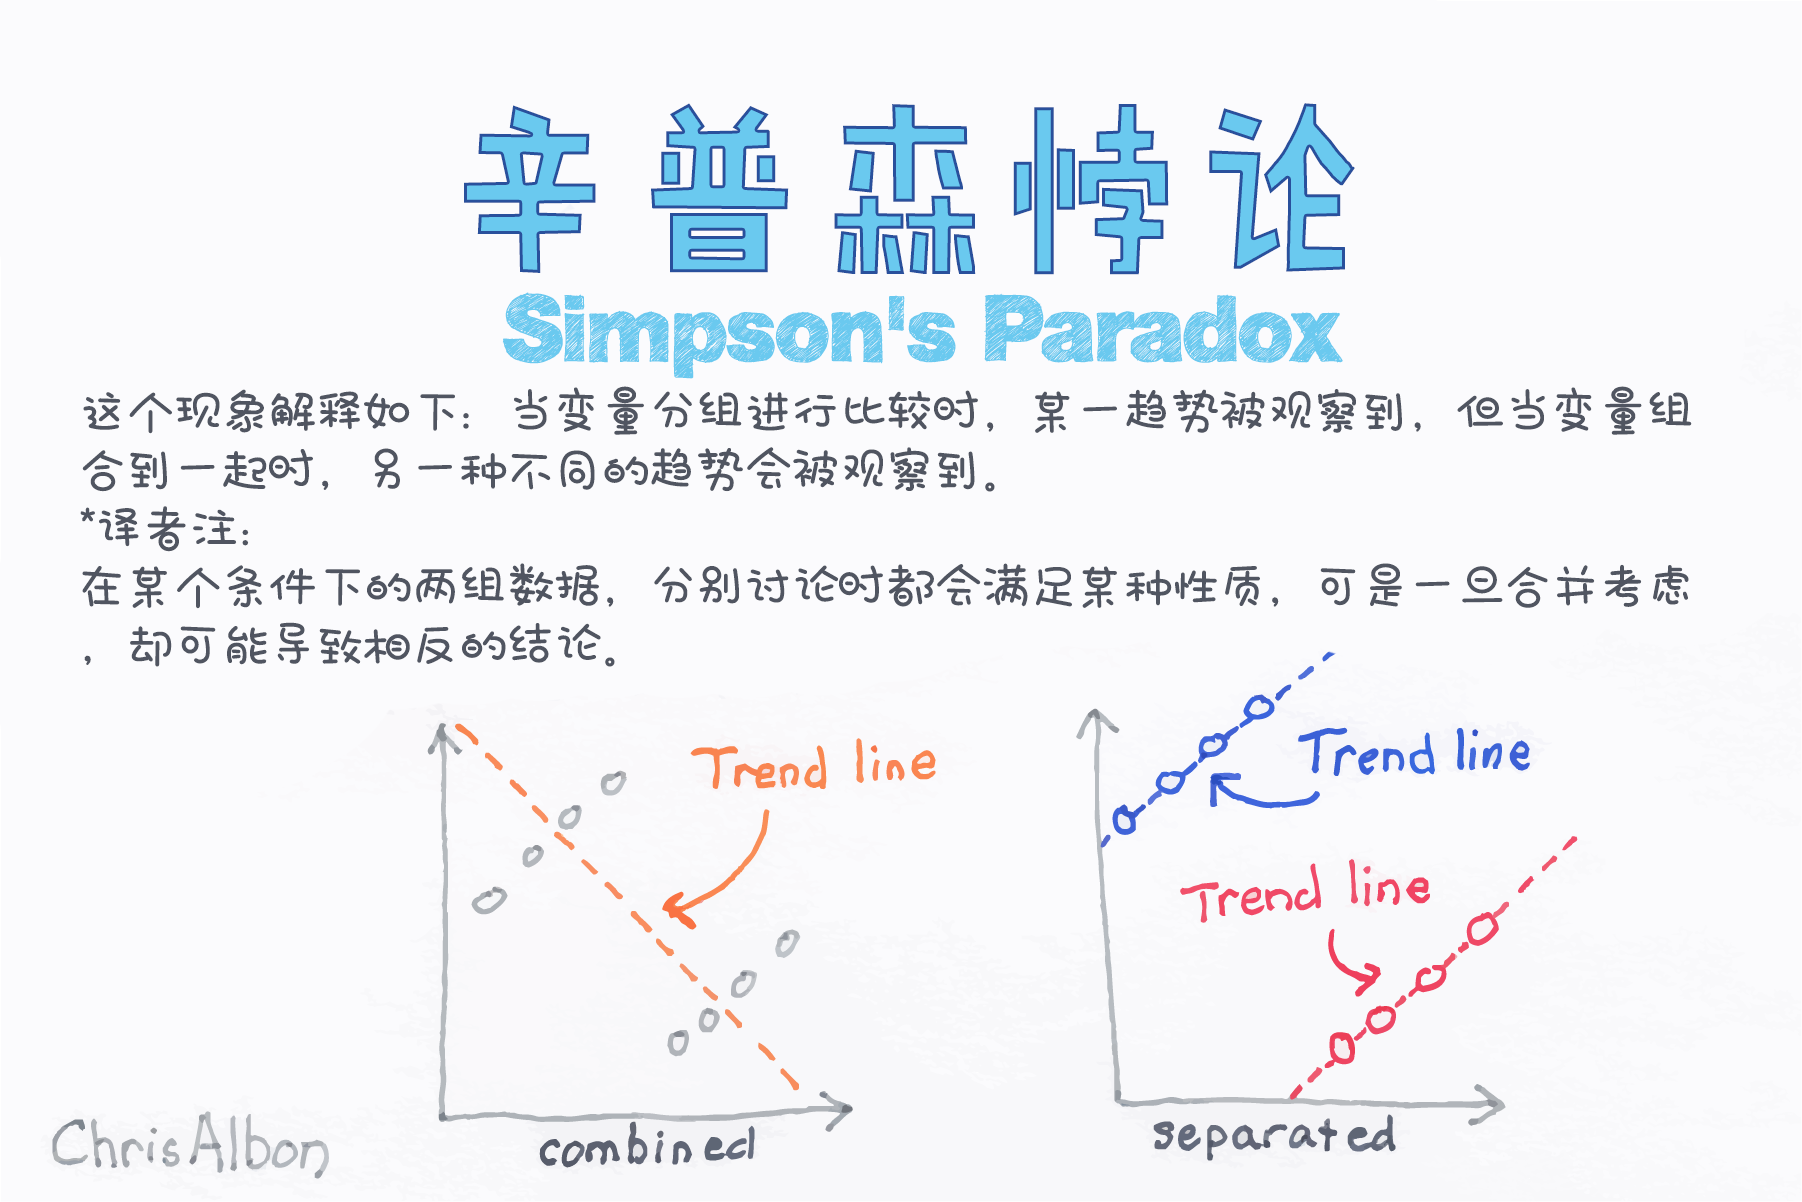 辛普森悖论
Simpson's Paradox
这个现象解释如下：当变量分组进行比较时，某一趋势被观察到，但当变量组
合到一起时，另一种不同的趋势会被观察到。
*译者注：
在某个条件下的两组数据，分别讨论时都会满足某种性质，可是一旦合并考虑
，却可能导致相反的结论。
Trend line
Trend line
Trend line
combined
separated
ChrisAlbon